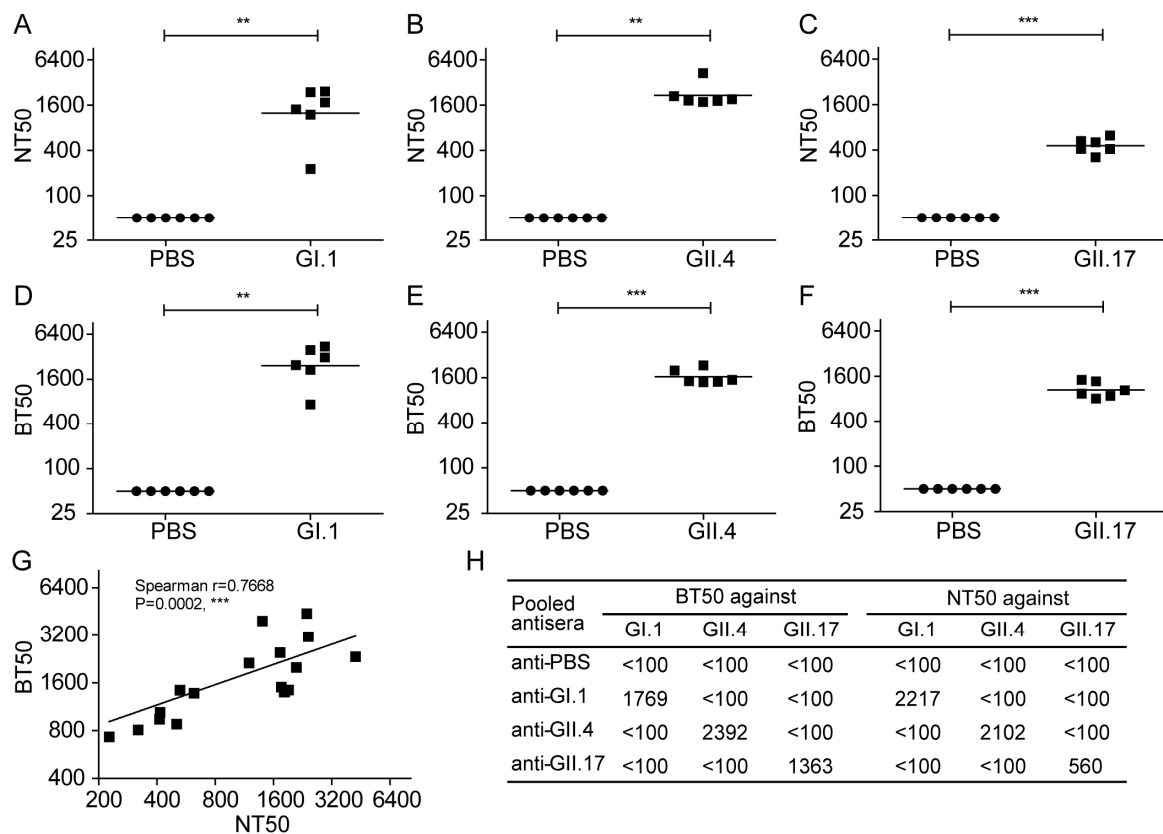 A
**
NT50
6400
1600
400
100
25
PBS GI.1
B
**
NT50
6400
1600
400
100
25
PBS GII.4
C
***
NT50
6400
1600
400
100
25
PBS GII.17
D
**
BT50
6400
1600
400
100
25
PBS GI.1
E
***
BT50
6400
1600
400
100
25
PBS GII.4
F
***
BT50
6400
1600
400
100
25
PBS GII.17
G
Spearman r=0.7668
P=0.0002, ***
BT50
6400
3200
1600
800
400
200 400 800 1600 3200 6400
NT50
H
Pooled antisera
BT50 against NT50 against
GI.1 GII.4 GII.17 GI.1 GII.4 GII.17
anti-PBS <100 <100 <100 <100 <100 <100
anti-GI.1 1769 <100 <100 2217 <100 <100
anti-GII.4 <100 2392 <100 <100 2102 <100
anti-GII.17 <100 <100 1363 <100 <100 560